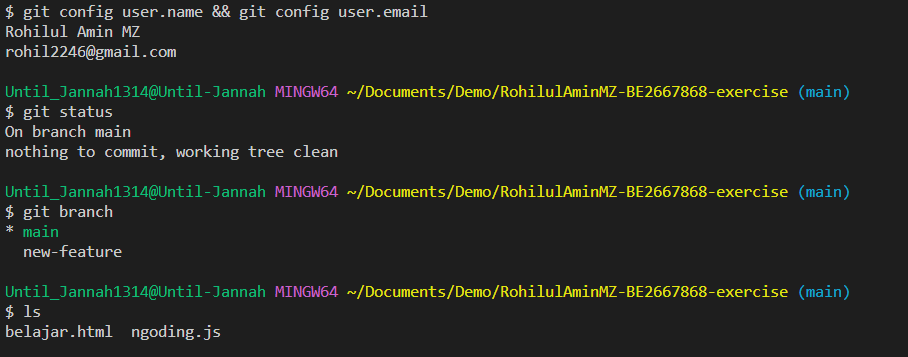 $ git config user.name && git config user.email
Rohilul Amin MZ
rohil2246@gmail.com
Until_Jannah1314@Until-Jannah MINGW64 ~/Documents/Demo/RohilulAminMZ-BE2667868-exercise (main)
$ git status
On branch main
nothing to commit, working tree clean
Until_Jannah1314@Until-Jannah MINGW64 ~/Documents/Demo/RohilulAminMZ-BE2667868-exercise (main)
$ git branch
* main
  new-feature
Until_Jannah1314@Until-Jannah MINGW64 ~/Documents/Demo/RohilulAminMZ-BE2667868-exercise (main)
$ ls
belajar.html  ngoding.js